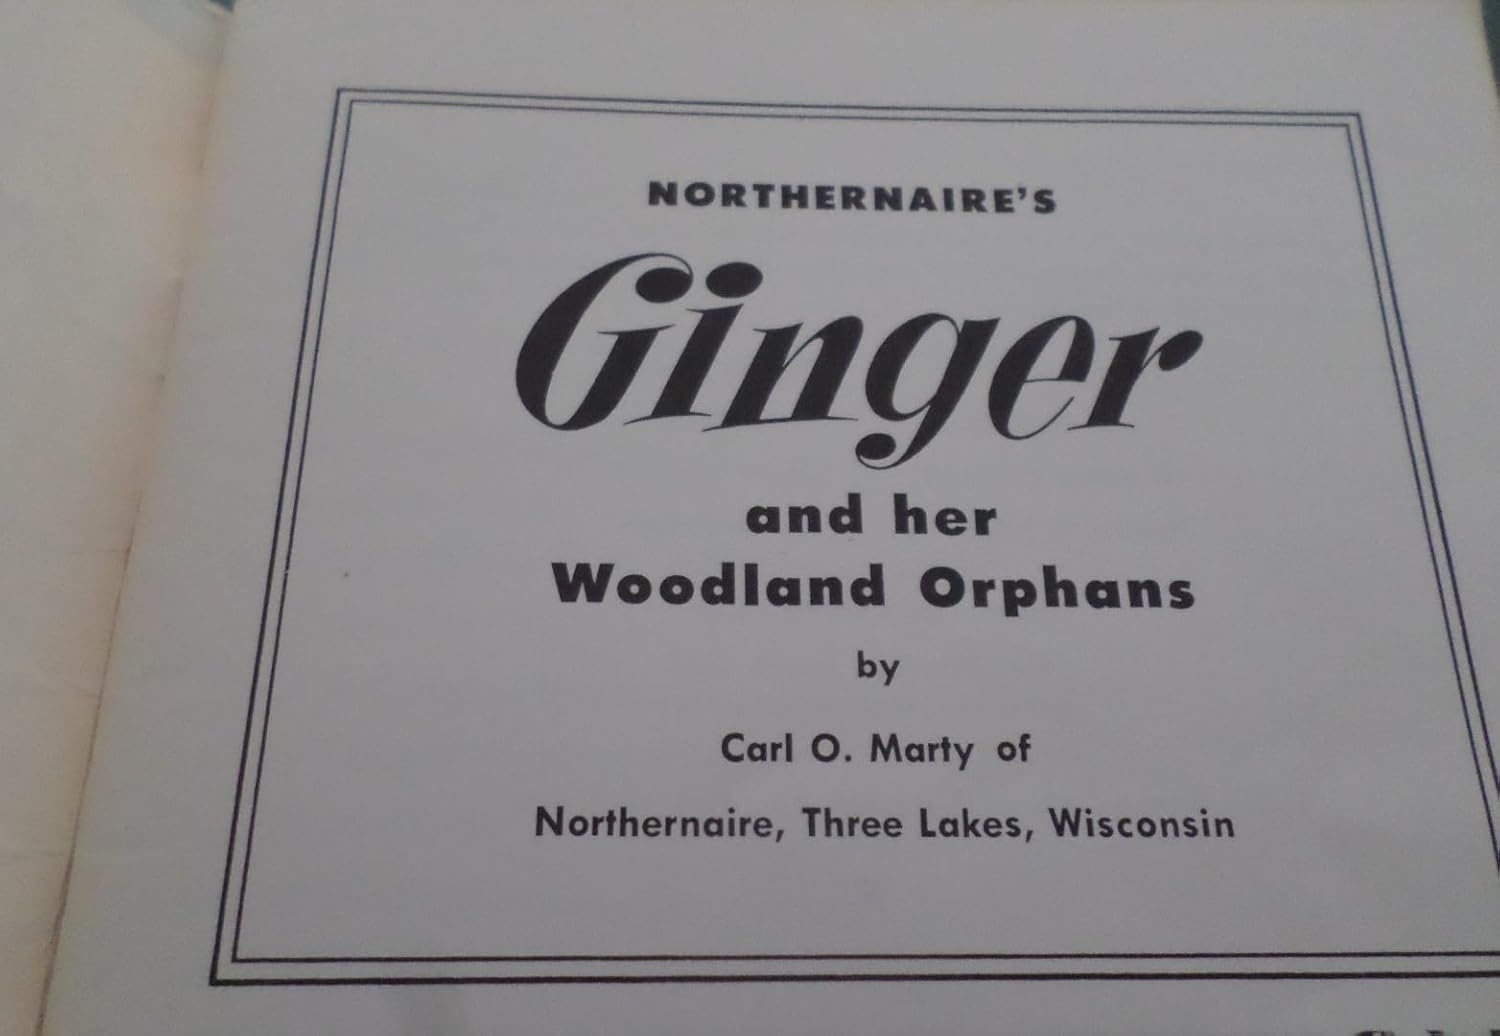 NORTHERNAIRE'S
Ginger
and her
Woodland Orphans
by
Carl O. Marty of
Northernaire, Three Lakes, Wisconsin